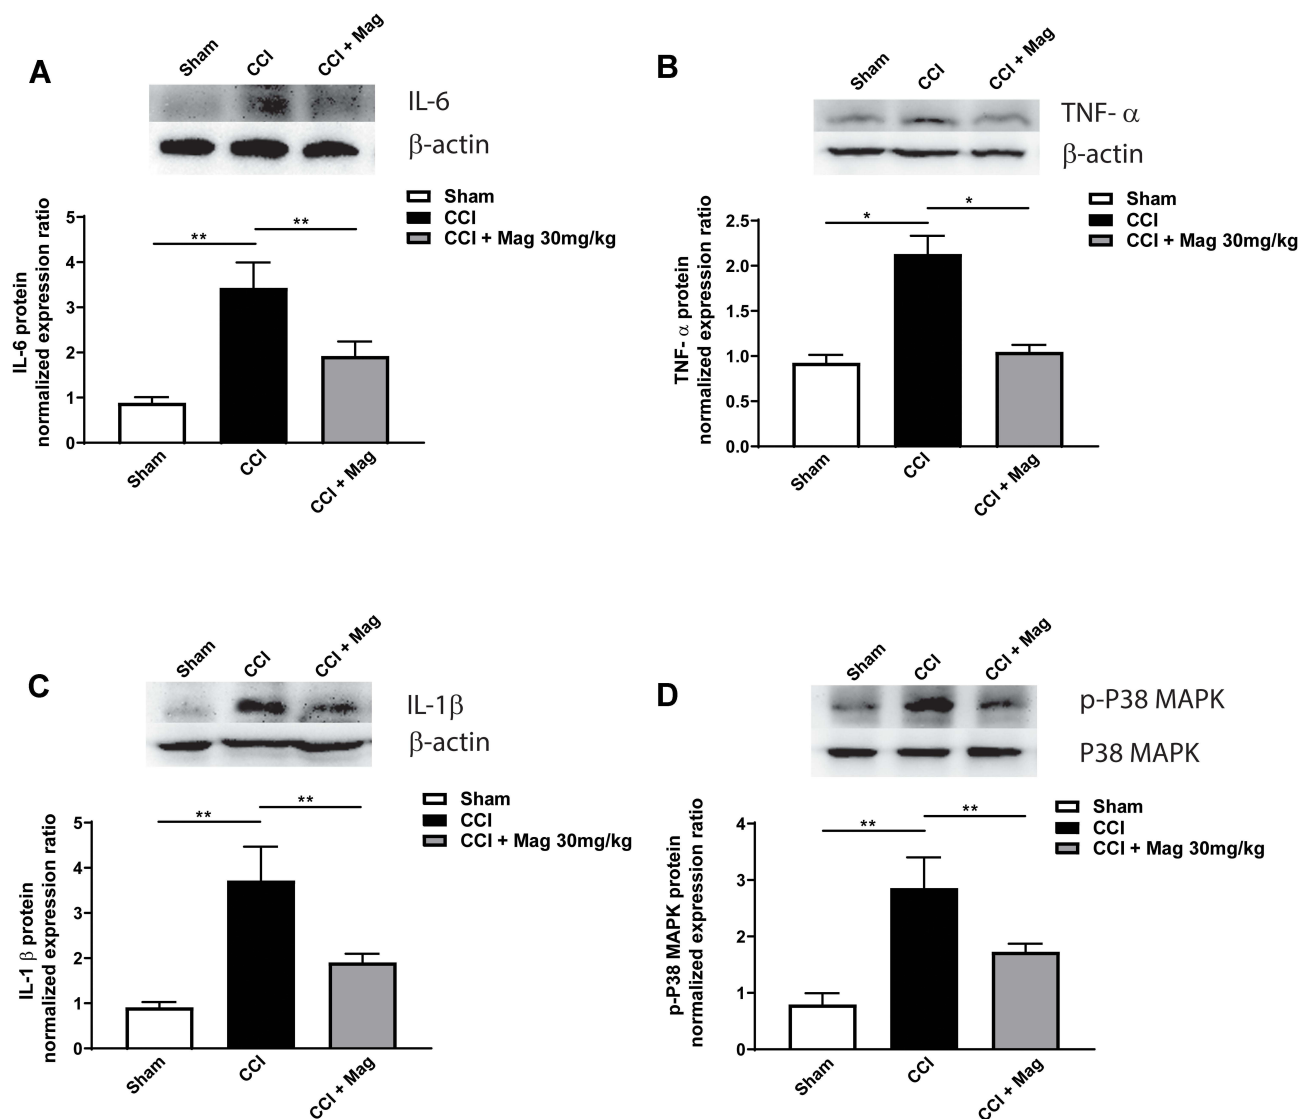 A
Sham
CCI
CCI + Mag
IL-6
β-actin
Sham
CCI
CCI + Mag 30mg/kg
IL-6 protein
normalized expression ratio
5
4
3
2
1
0
**
**
Sham
CCI
CCI + Mag
B
Sham
CCI
CCI + Mag
TNF- α
β-actin
Sham
CCI
CCI + Mag 30mg/kg
TNF- α protein
normalized expression ratio
2.5
2.0
1.5
1.0
0.5
0.0
*
*
Sham
CCI
CCI + Mag
C
Sham
CCI
CCI + Mag
IL-1β
β-actin
Sham
CCI
CCI + Mag 30mg/kg
IL-1 β protein
normalized expression ratio
5
4
3
2
1
0
**
**
Sham
CCI
CCI + Mag
D
Sham
CCI
CCI + Mag
p-P38 MAPK
P38 MAPK
Sham
CCI
CCI + Mag 30mg/kg
p-P38 MAPK protein
normalized expression ratio
4
3
2
1
0
**
**
Sham
CCI
CCI + Mag